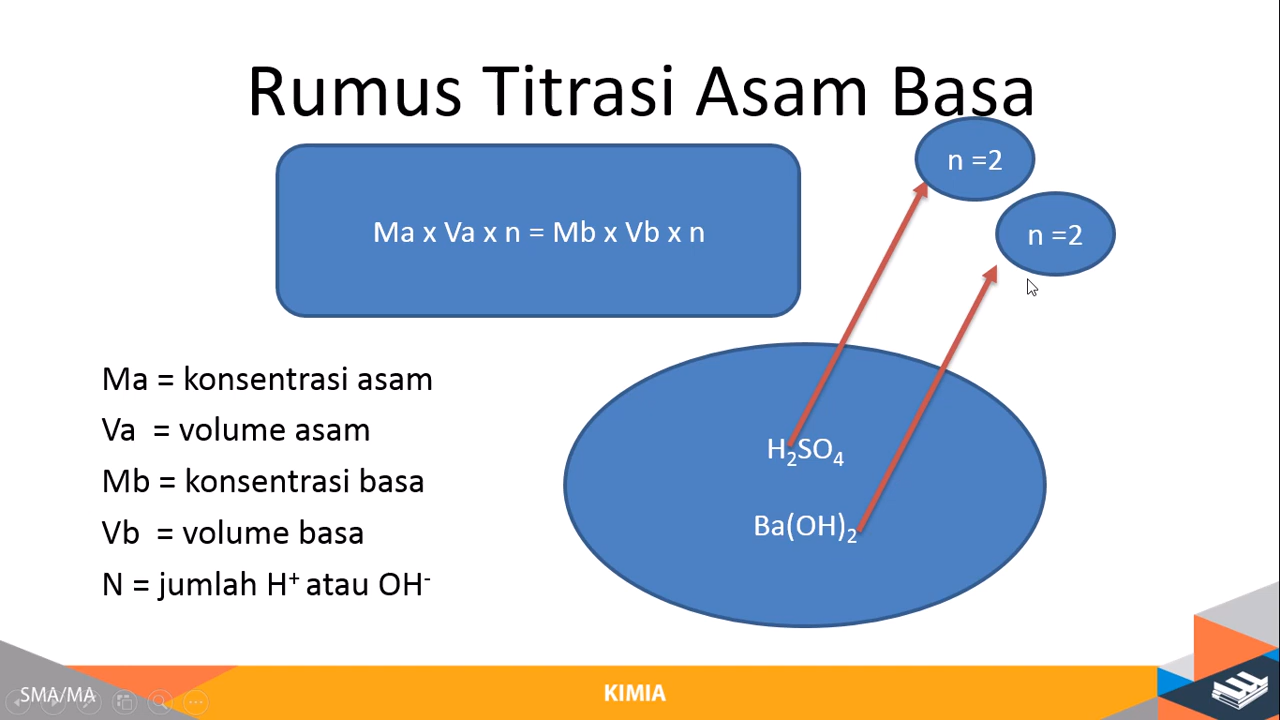 Rumus Titrasi Asam Basa
n =2
n =2
Ma x Va x n = Mb x Vb x n
Ma = konsentrasi asam
Va = volume asam
Mb = konsentrasi basa
Vb = volume basa
N = jumlah H⁺ atau OH⁻
H₂SO₄
Ba(OH)₂
SMA/MA
KIMIA